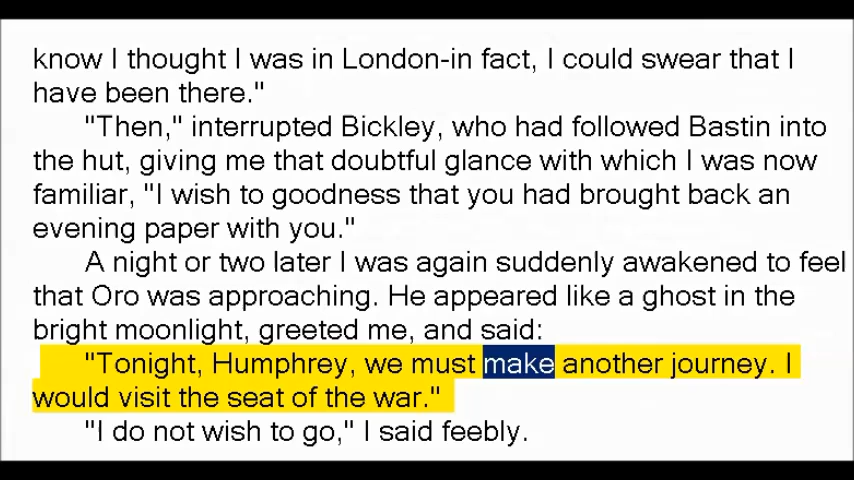 know I thought I was in London-in fact, I could swear that I
have been there."
"Then," interrupted Bickley, who had followed Bastin into
the hut, giving me that doubtful glance with which I was now
familiar, "I wish to goodness that you had brought back an
evening paper with you."
A night or two later I was again suddenly awakened to feel
that Oro was approaching. He appeared like a ghost in the
bright moonlight, greeted me, and said:
"Tonight, Humphrey, we must make another journey. I
would visit the seat of the war."
"I do not wish to go," I said feebly.